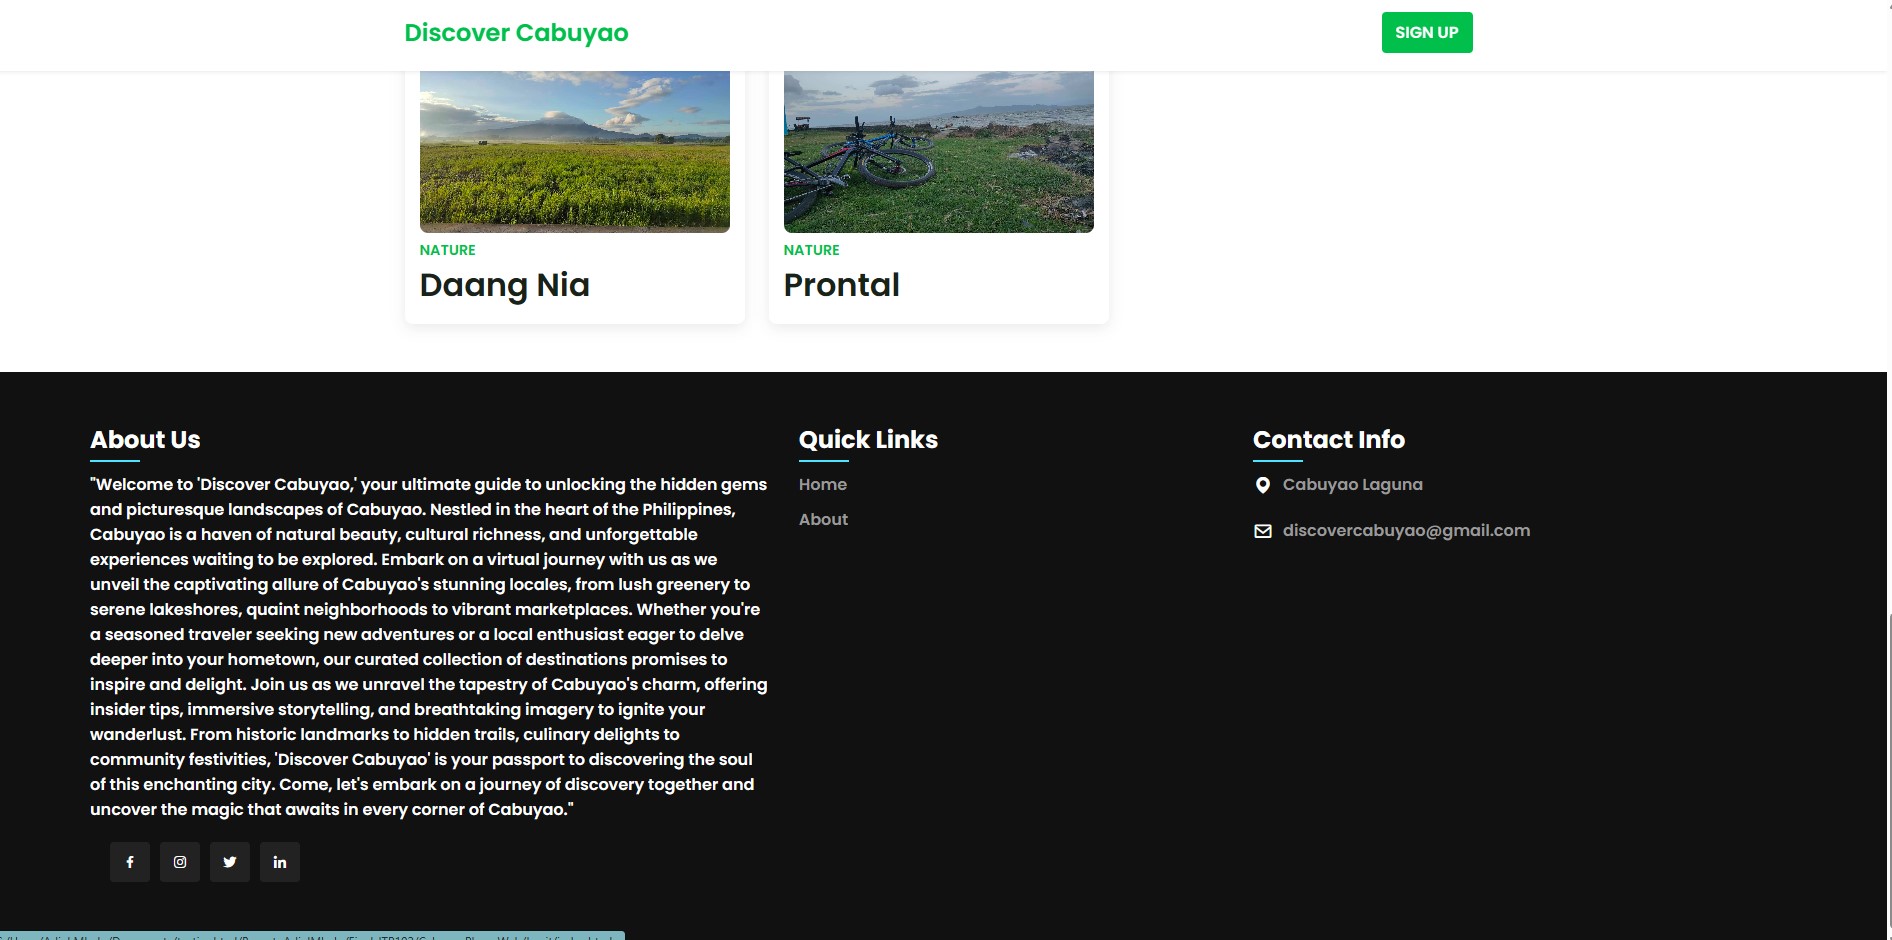 Discover Cabuyao
SIGN UP
NATURE
Daang Nia
NATURE
Prontal
About Us
"Welcome to 'Discover Cabuyao,' your ultimate guide to unlocking the hidden gems
and picturesque landscapes of Cabuyao. Nestled in the heart of the Philippines,
Cabuyao is a haven of natural beauty, cultural richness, and unforgettable
experiences waiting to be explored. Embark on a virtual journey with us as we
unveil the captivating allure of Cabuyao's stunning locales, from lush greenery to
serene lakeshores, quaint neighborhoods to vibrant marketplaces. Whether you're
a seasoned traveler seeking new adventures or a local enthusiast eager to delve
deeper into your hometown, our curated collection of destinations promises to
inspire and delight. Join us as we unravel the tapestry of Cabuyao's charm, offering
insider tips, immersive storytelling, and breathtaking imagery to ignite your
wanderlust. From historic landmarks to hidden trails, culinary delights to
community festivities, 'Discover Cabuyao' is your passport to discovering the soul
of this enchanting city. Come, let's embark on a journey of discovery together and
uncover the magic that awaits in every corner of Cabuyao."
Quick Links
Home
About
Contact Info
Cabuyao Laguna
discovercabuyao@gmail.com